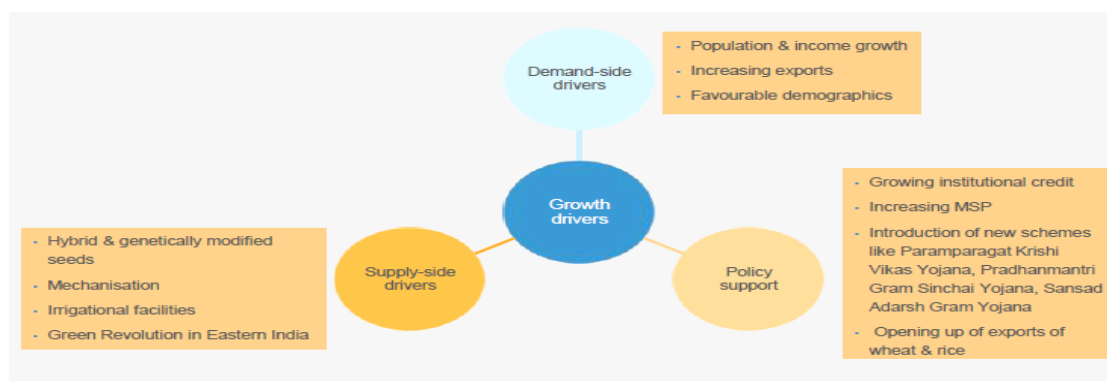 Demand-side
drivers
- Population & income growth
- Increasing exports
- Favourable demographics
Growth
drivers
Supply-side
drivers
- Hybrid & genetically modified
seeds
- Mechanisation
- Irrigational facilities
- Green Revolution in Eastern India
Policy
support
- Growing institutional credit
- Increasing MSP
- Introduction of new schemes
like Paramparagat Krishi
Vikas Yojana, Pradhanmantri
Gram Sinchai Yojana, Sansad
Adarsh Gram Yojana
- Opening up of exports of
wheat & rice